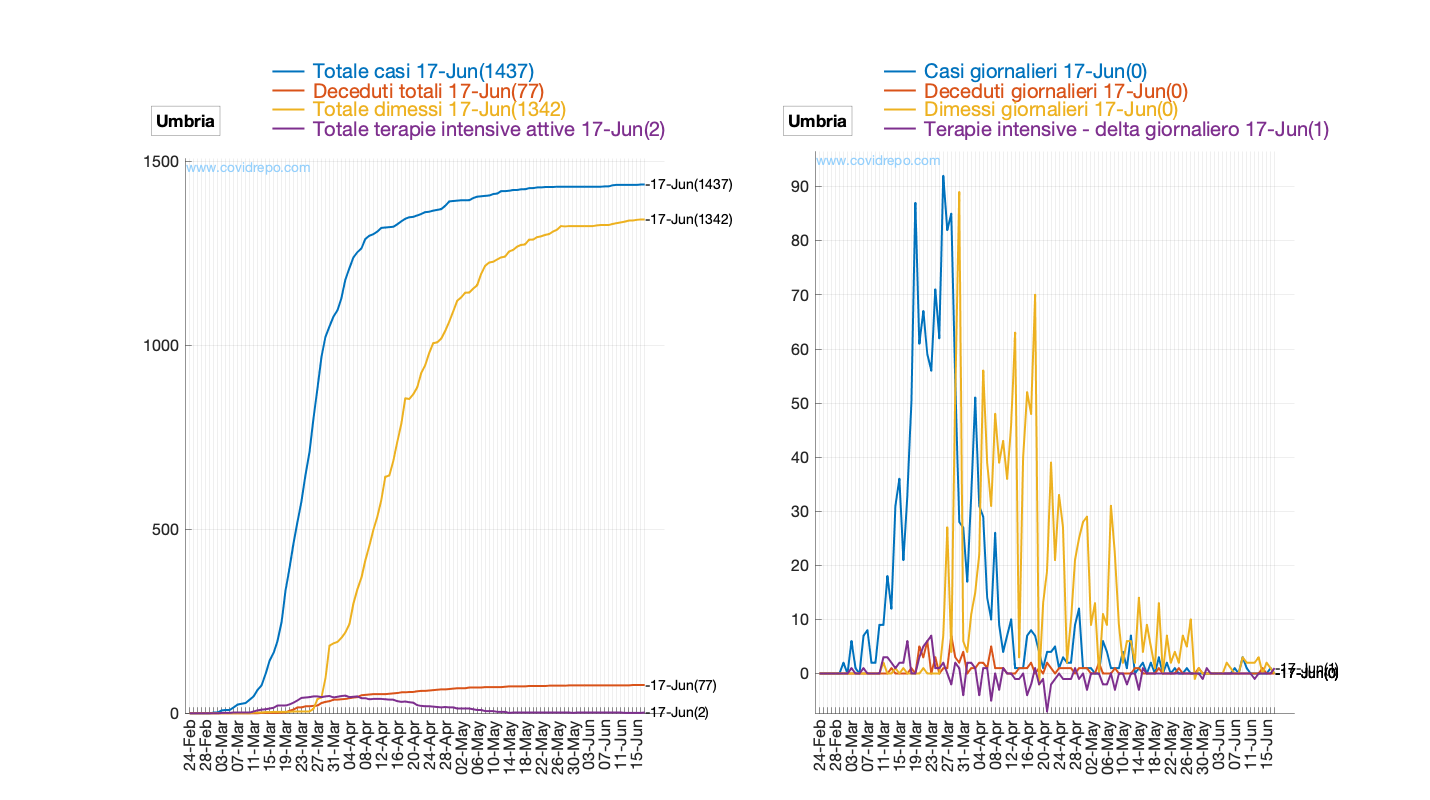 Totale casi 17-Jun(1437)
Deceduti totali 17-Jun(77)
Totale dimessi 17-Jun(1342)
Totale terapie intensive attive 17-Jun(2)
Umbria
www.covidrepo.com
1500
1000
500
0
-17-Jun(1437)
-17-Jun(1342)
-17-Jun(77)
-17-Jun(2)
24-Feb
28-Feb
03-Mar
07-Mar
11-Mar
15-Mar
19-Mar
23-Mar
27-Mar
31-Mar
04-Apr
08-Apr
12-Apr
16-Apr
20-Apr
24-Apr
28-Apr
02-May
06-May
10-May
14-May
18-May
22-May
26-May
30-May
03-Jun
07-Jun
11-Jun
15-Jun
Casi giornalieri 17-Jun(0)
Deceduti giornalieri 17-Jun(0)
Dimessi giornalieri 17-Jun(0)
Terapie intensive - delta giornaliero 17-Jun(1)
Umbria
www.covidrepo.com
90
80
70
60
50
40
30
20
10
0
-17-Jun(1)
-17-Jun(0)
24-Feb
28-Feb
03-Mar
07-Mar
11-Mar
15-Mar
19-Mar
23-Mar
27-Mar
31-Mar
04-Apr
08-Apr
12-Apr
16-Apr
20-Apr
24-Apr
28-Apr
02-May
06-May
10-May
14-May
18-May
22-May
26-May
30-May
03-Jun
07-Jun
11-Jun
15-Jun